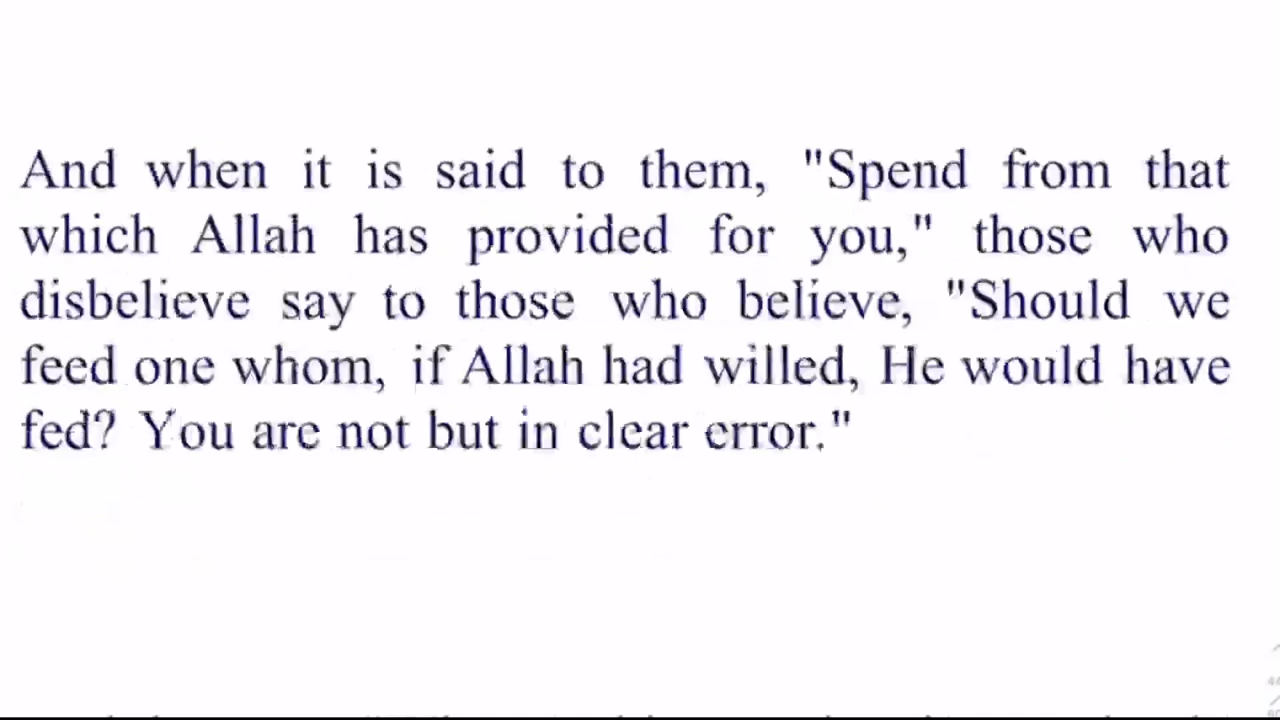 And when it is said to them, "Spend from that
which Allah has provided for you," those who
disbelieve say to those who believe, "Should we
feed one whom, if Allah had willed, He would have
fed? You are not but in clear error."